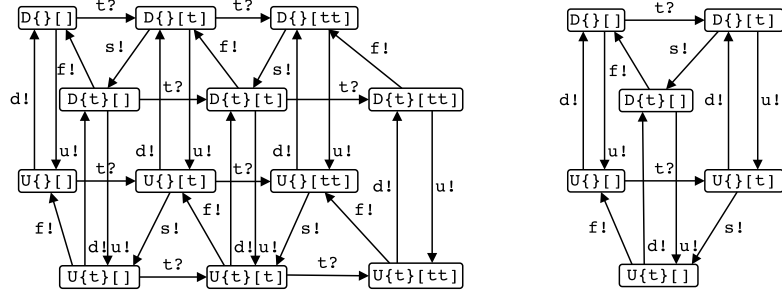 t? t? t?
D{}[] D{}[t] D{}[tt] D{}[] D{}[t]
s! f! s! f! s!
f! f!
D{t}[] t? D{t}[t] t? D{t}[tt] D{t}[] d! u!
d! d!
u! d! u! d! u! d! u! u!
t? t? t?
U{}[] U{}[t] U{}[tt] U{}[] U{}[t]
f! s! f! s! f! f! s!
d! u! d! u! d! u!
t? t?
U{t}[] U{t}[t] U{t}[tt] U{t}[]